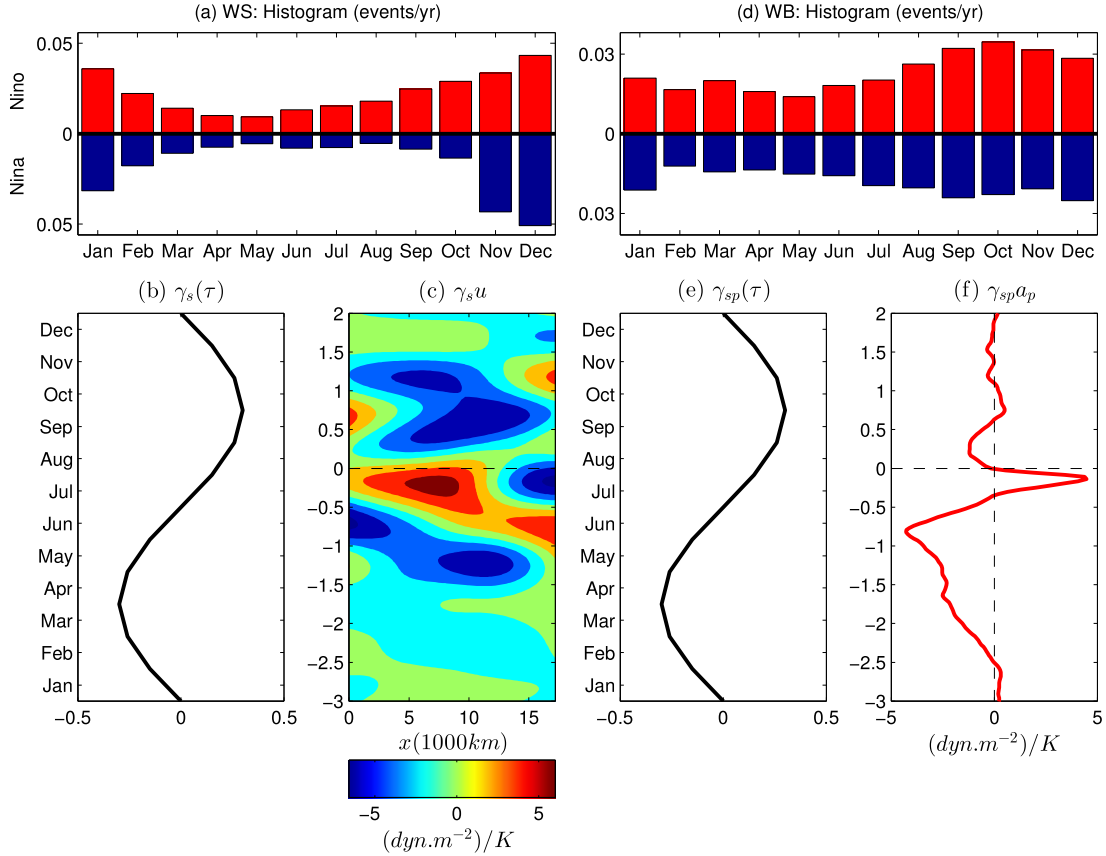 (a) WS: Histogram (events/yr)
0.05
0
0.05
Nino
Nina
Jan Feb Mar Apr May Jun Jul Aug Sep Oct Nov Dec
(d) WB: Histogram (events/yr)
0.03
0
0.03
Jan Feb Mar Apr May Jun Jul Aug Sep Oct Nov Dec
(b) γₛ(τ)
Dec
Nov
Oct
Sep
Aug
Jul
Jun
May
Apr
Mar
Feb
Jan
−0.5 0 0.5
(c) γₛu
2
1.5
1
0.5
0
−0.5
−1
−1.5
−2
−2.5
−3
0 5 10 15
x(1000km)
−5 0 5
(dyn.m⁻²)/K
(e) γₛₚ(τ)
Dec
Nov
Oct
Sep
Aug
Jul
Jun
May
Apr
Mar
Feb
Jan
−0.5 0 0.5
(f) γₛₚaₚ
2
1.5
1
0.5
0
−0.5
−1
−1.5
−2
−2.5
−3
−5 0 5
(dyn.m⁻²)/K